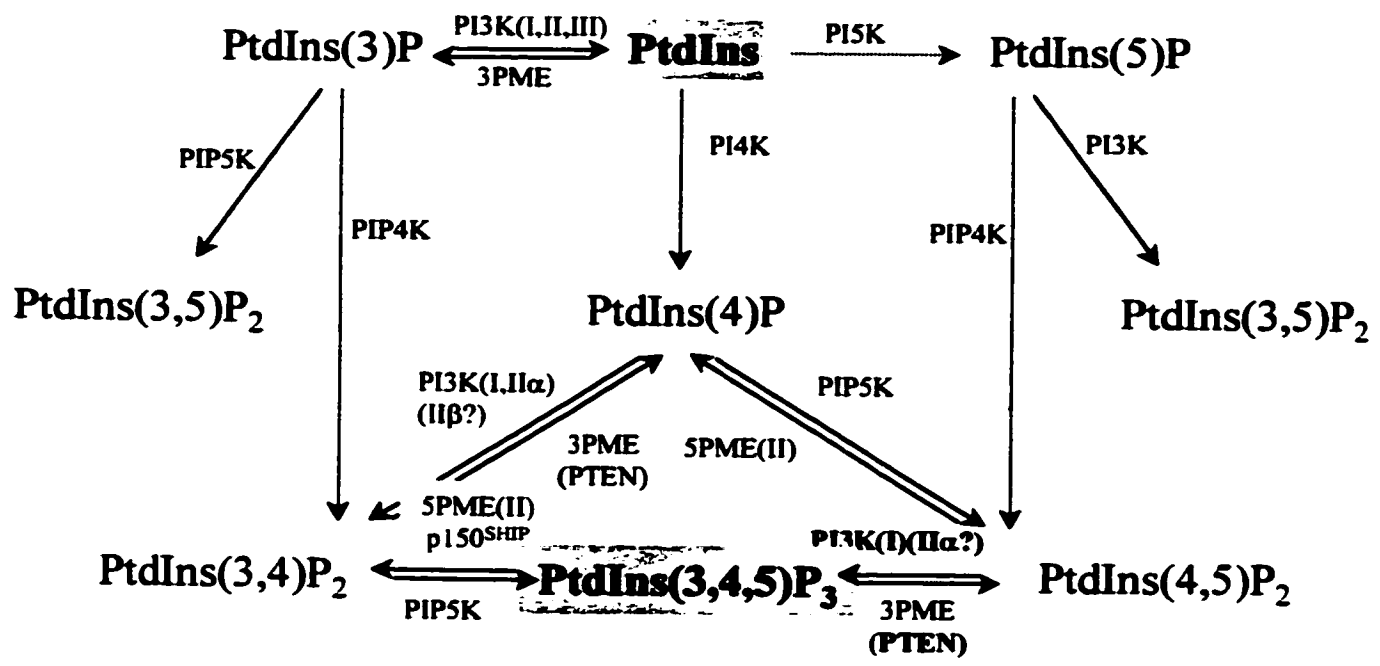 PtdIns(3)P
PI3K(I,II,III)
3PME
PtdIns
PI5K
PtdIns(5)P
PIP5K
PIP4K
PI4K
PIP4K
PI3K
PtdIns(3,5)P₂
PtdIns(4)P
PtdIns(3,5)P₂
PI3K(I,IIα)
(IIβ?)
3PME
(PTEN)
5PME(II)
PIP5K
5PME(II)
p150ˢᴴᴵᴾ
PI3K(I)(IIα?)
PtdIns(3,4)P₂
PIP5K
PtdIns(3,4,5)P₃
3PME
(PTEN)
PtdIns(4,5)P₂